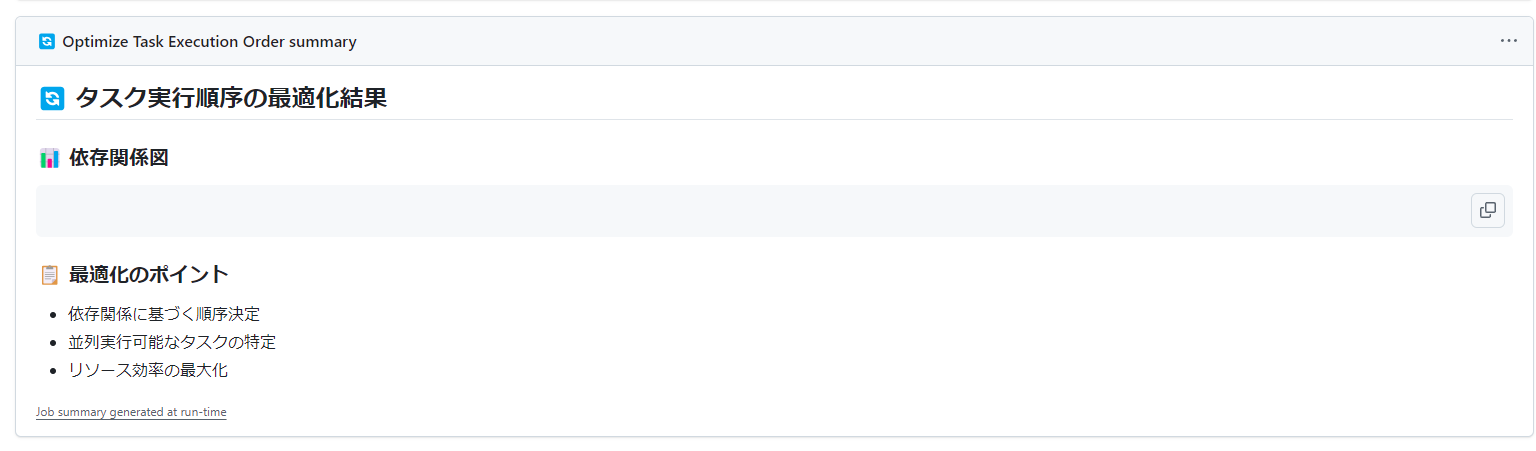 Optimize Task Execution Order summary
タスク実行順序の最適化結果
依存関係図
最適化のポイント
依存関係に基づく順序決定
並列実行可能なタスクの特定
リソース効率の最大化
Job summary generated at run-time